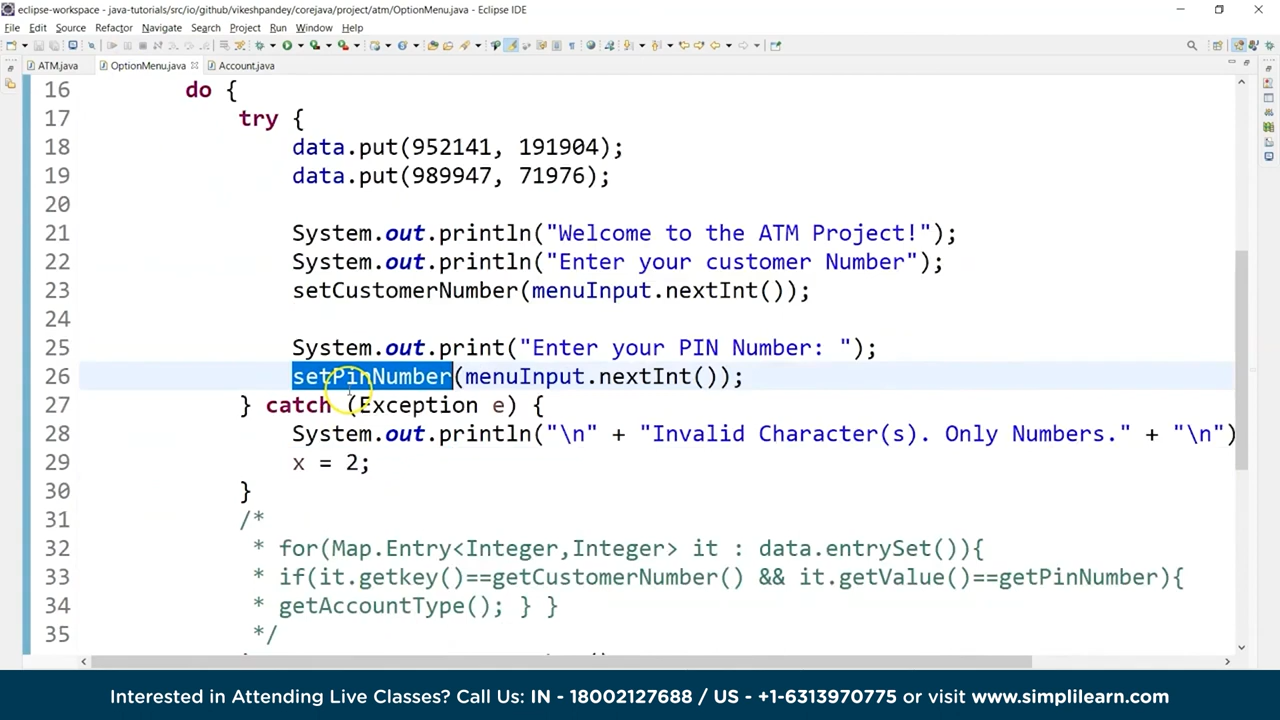 eclipse-workspace - java-tutorials/src/io/github/vikeshpandey/corejava/project/atm/OptionMenu.java - Eclipse IDE
File Edit Source Refactor Navigate Search Project Run Window Help
ATM.java OptionMenu.java Account.java
16 do {
17 try {
18 data.put(952141, 191904);
19 data.put(989947, 71976);
20
21 System.out.println("Welcome to the ATM Project!");
22 System.out.println("Enter your customer Number");
23 setCustomerNumber(menuInput.nextInt());
24
25 System.out.print("Enter your PIN Number: ");
26 setPinNumber(menuInput.nextInt());
27 } catch (Exception e) {
28 System.out.println("\n" + "Invalid Character(s). Only Numbers." + "\n")
29 x = 2;
30 }
31 /*
32 * for(Map.Entry<Integer,Integer> it : data.entrySet()){
33 * if(it.getkey()==getCustomerNumber() && it.getValue()==getPinNumber){
34 * getAccountType(); } }
35 */
Interested in Attending Live Classes? Call Us: IN - 18002127688 / US - +1-6313970775 or visit www.simplilearn.com